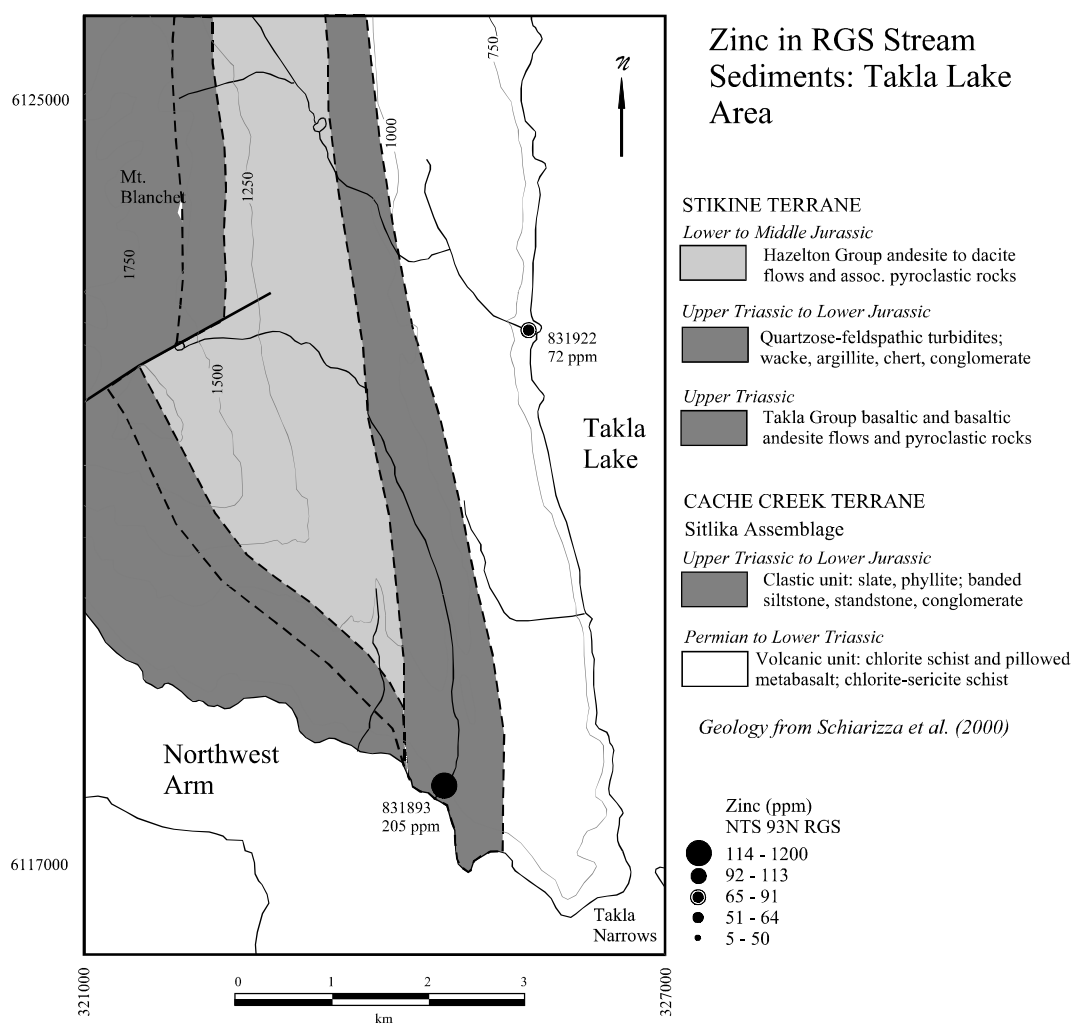 Zinc in RGS Stream
Sediments: Takla Lake
Area
N
6125000
6117000
321000
327000
Mt.
Blanchet
1750
1250
1500
1000
750
831922
72 ppm
Takla
Lake
Northwest
Arm
831893
205 ppm
Takla
Narrows
0 1 2 3
km
STIKINE TERRANE
Lower to Middle Jurassic
Hazelton Group andesite to dacite
flows and assoc. pyroclastic rocks
Upper Triassic to Lower Jurassic
Quartzose-feldspathic turbidites;
wacke, argillite, chert, conglomerate
Upper Triassic
Takla Group basaltic and basaltic
andesite flows and pyroclastic rocks
CACHE CREEK TERRANE
Sitlika Assemblage
Upper Triassic to Lower Jurassic
Clastic unit: slate, phyllite; banded
siltstone, standstone, conglomerate
Permian to Lower Triassic
Volcanic unit: chlorite schist and pillowed
metabasalt; chlorite-sericite schist
Geology from Schiarizza et al. (2000)
Zinc (ppm)
NTS 93N RGS
114 - 1200
92 - 113
65 - 91
51 - 64
5 - 50